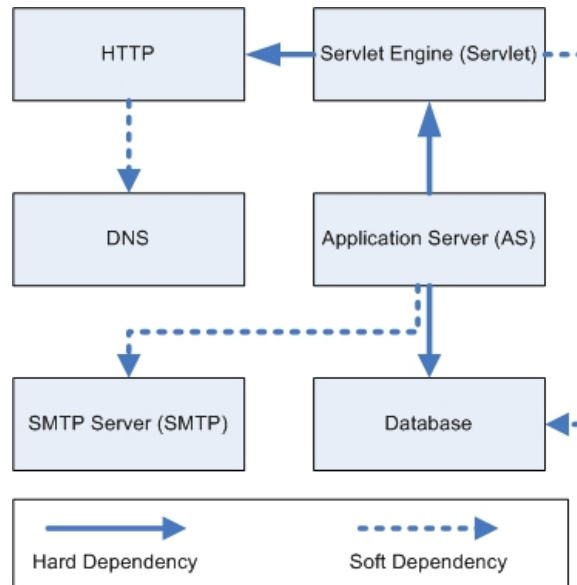 HTTP
Servlet Engine (Servlet)
DNS
Application Server (AS)
SMTP Server (SMTP)
Database
Hard Dependency
Soft Dependency